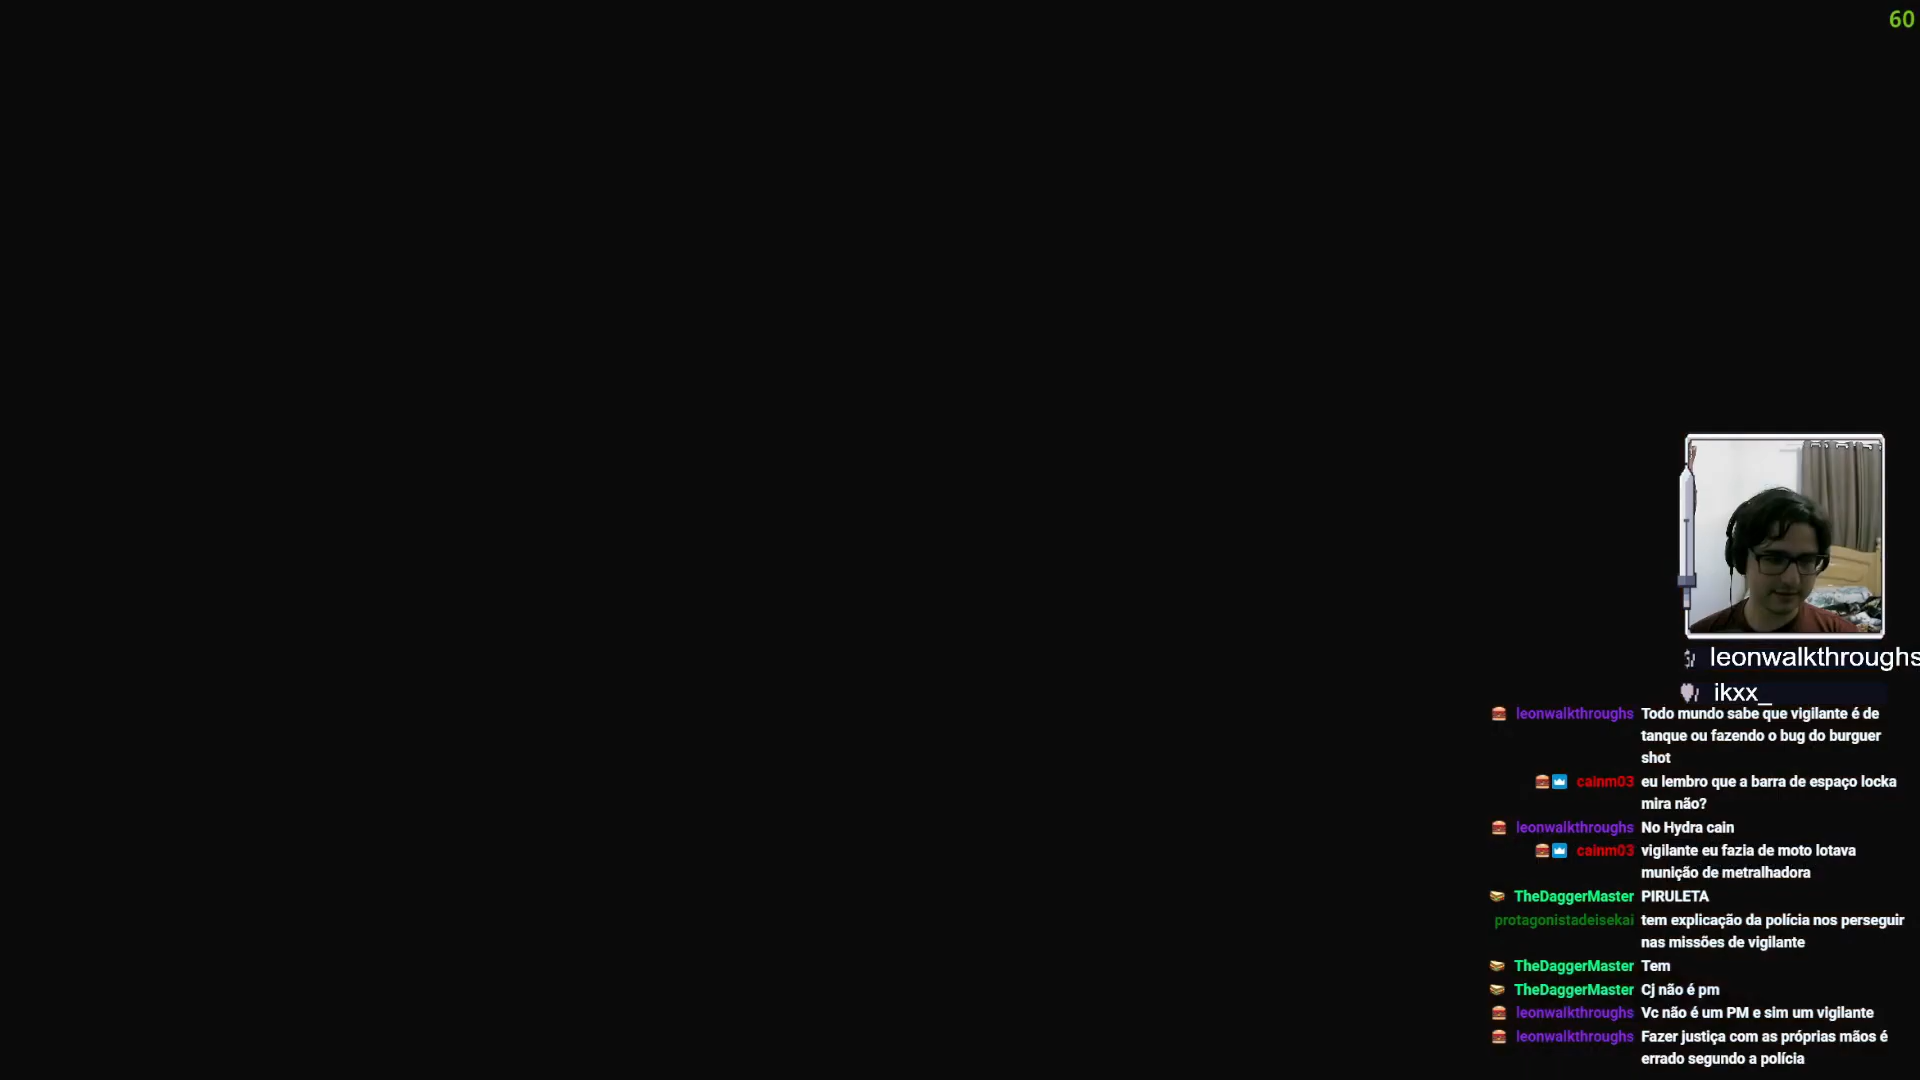 60
leonwalkthroughs
ikxx_
leonwalkthroughs Todo mundo sabe que vigilante é de
tanque ou fazendo o bug do burguer
shot
cainm03 eu lembro que a barra de espaço locka
mira não?
leonwalkthroughs No Hydra cain
cainm03 vigilante eu fazia de moto lotava
munição de metralhadora
TheDaggerMaster PIRULETA
protagonistadeisekai tem explicação da polícia nos perseguir
nas missões de vigilante
TheDaggerMaster Tem
TheDaggerMaster Cj não é pm
leonwalkthroughs Vc não é um PM e sim um vigilante
leonwalkthroughs Fazer justiça com as próprias mãos é
errado segundo a polícia